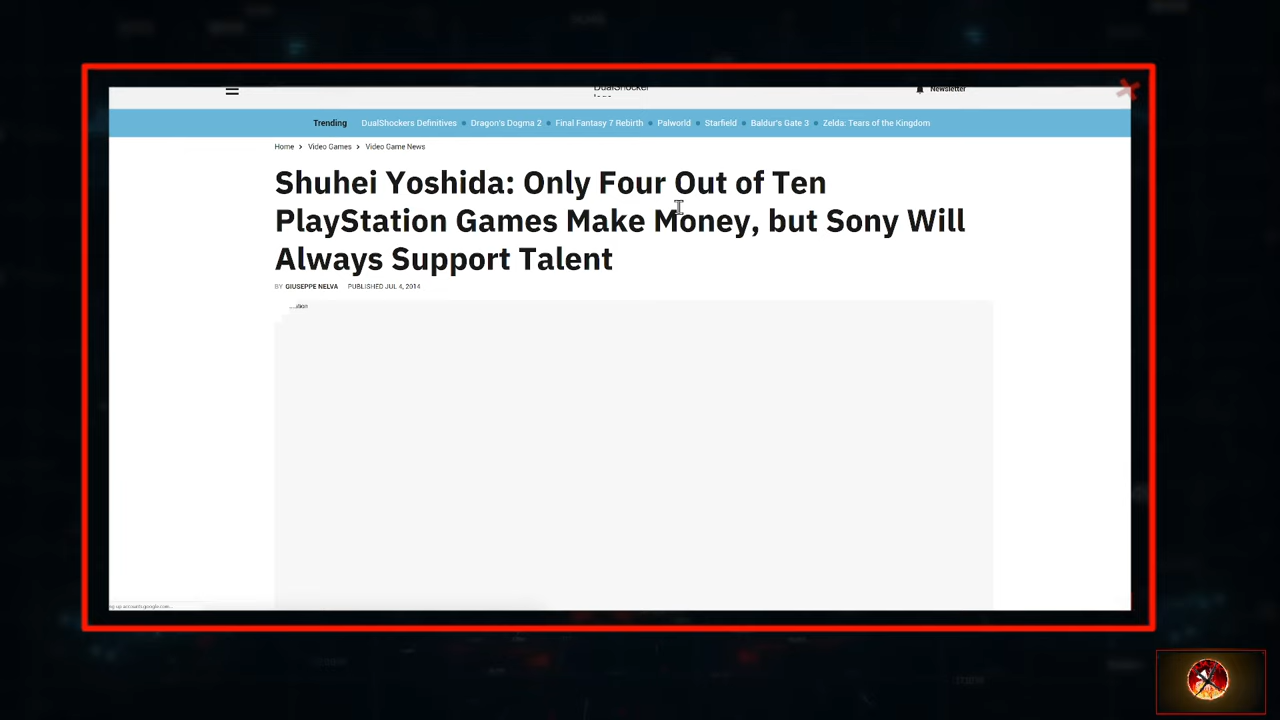 DualShocker
logo
Newsletter
Trending DualShockers Definitives Dragon's Dogma 2 Final Fantasy 7 Rebirth Palworld Starfield Baldur's Gate 3 Zelda: Tears of the Kingdom
Home > Video Games > Video Game News
Shuhei Yoshida: Only Four Out of Ten
PlayStation Games Make Money, but Sony Will
Always Support Talent
BY GIUSEPPE NELVA PUBLISHED JUL 4, 2014